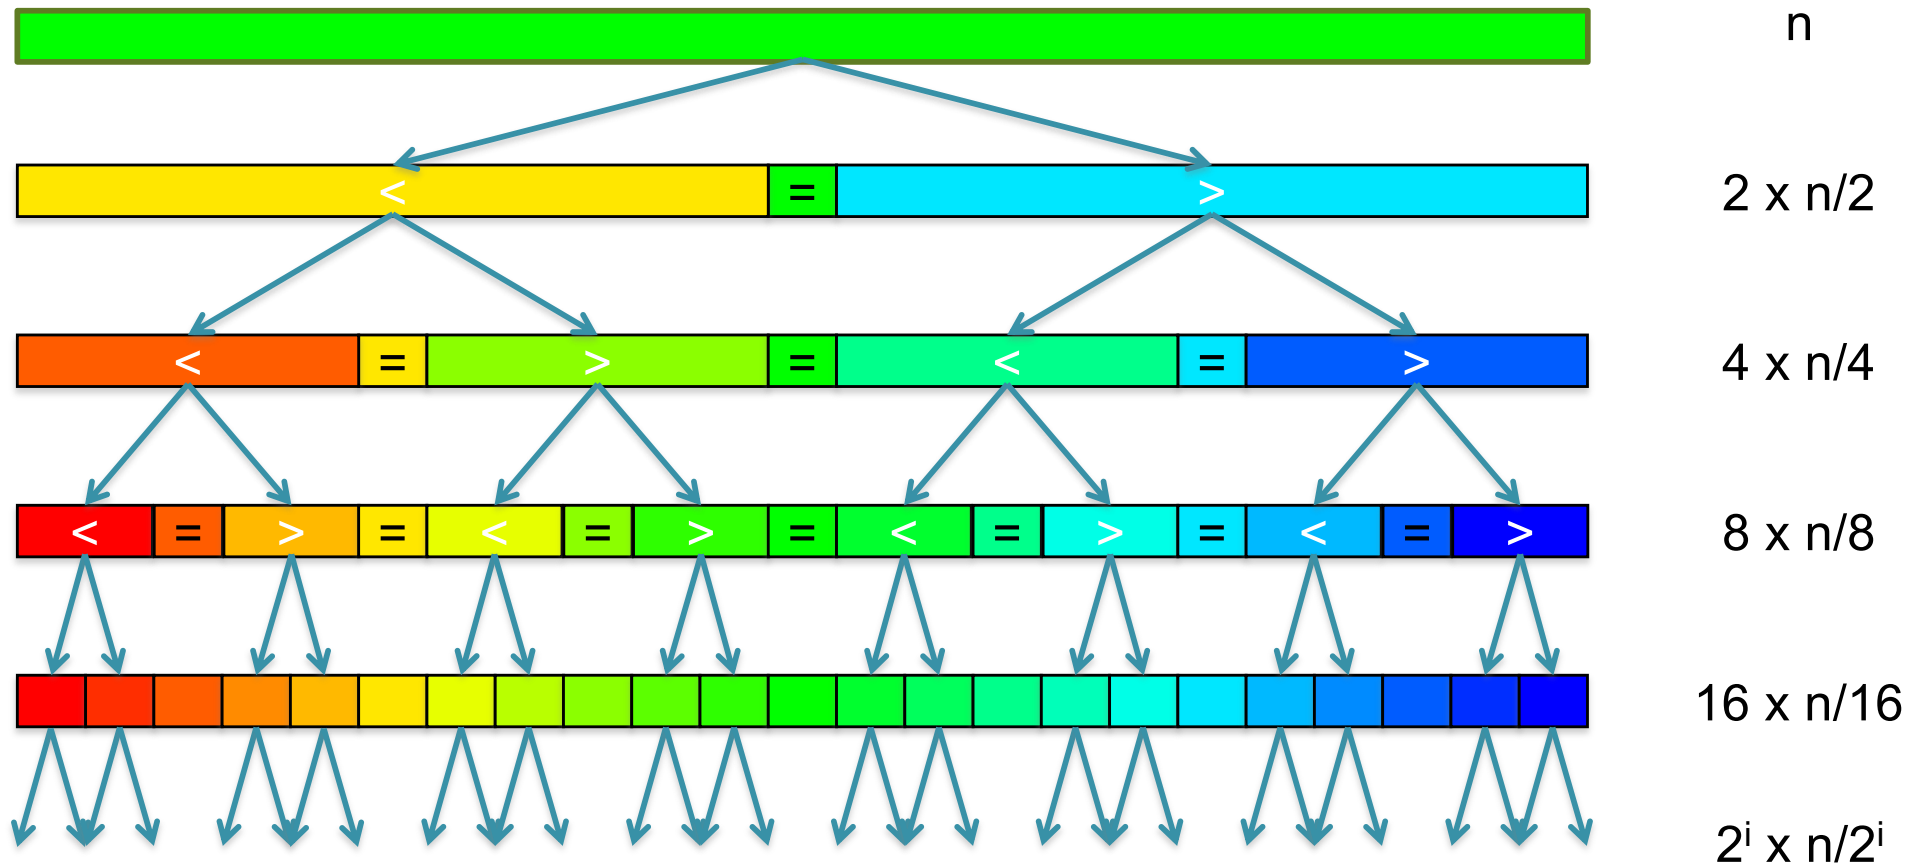 n
< = > 2 x n/2
< = > = < = > 4 x n/4
< = > = < = > = < = > = < = > 8 x n/8
16 x n/16
2ⁱ x n/2ⁱ